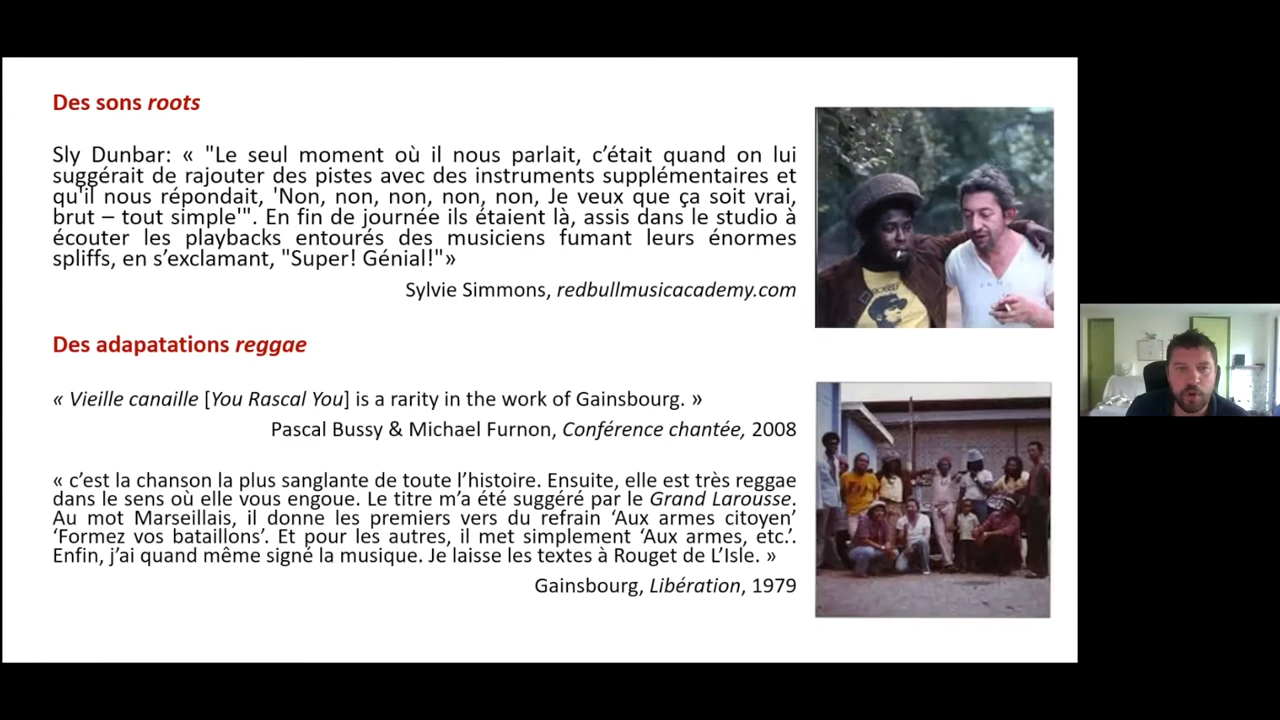 Des sons roots
Sly Dunbar: « "Le seul moment où il nous parlait, c’était quand on lui
suggérait de rajouter des pistes avec des instruments supplémentaires et
qu'il nous répondait, 'Non, non, non, non, non, Je veux que ça soit vrai,
brut – tout simple'". En fin de journée ils étaient là, assis dans le studio à
écouter les playbacks entourés des musiciens fumant leurs énormes
spliffs, en s’exclamant, "Super! Génial!"»
Sylvie Simmons, redbullmusicacademy.com
Des adapatations reggae
« Vieille canaille [You Rascal You] is a rarity in the work of Gainsbourg. »
Pascal Bussy & Michael Furnon, Conférence chantée, 2008
« c’est la chanson la plus sanglante de toute l’histoire. Ensuite, elle est très reggae
dans le sens où elle vous engoue. Le titre m’a été suggéré par le Grand Larousse.
Au mot Marseillais, il donne les premiers vers du refrain ‘Aux armes citoyen’
‘Formez vos bataillons’. Et pour les autres, il met simplement ‘Aux armes, etc.’.
Enfin, j’ai quand même signé la musique. Je laisse les textes à Rouget de L’Isle. »
Gainsbourg, Libération, 1979